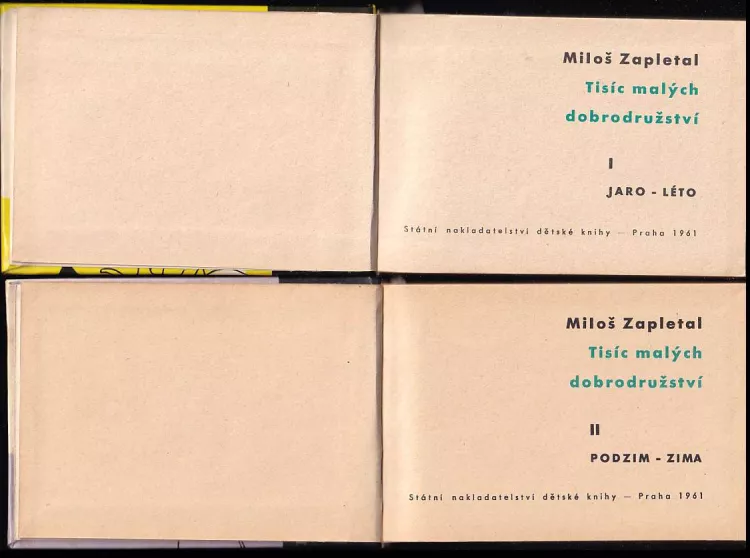 Miloš Zapletal
Tisíc malých
dobrodružství
I
JARO - LÉTO
Státní nakladatelství dětské knihy — Praha 1961
Miloš Zapletal
Tisíc malých
dobrodružství
II
PODZIM - ZIMA
Státní nakladatelství dětské knihy — Praha 1961